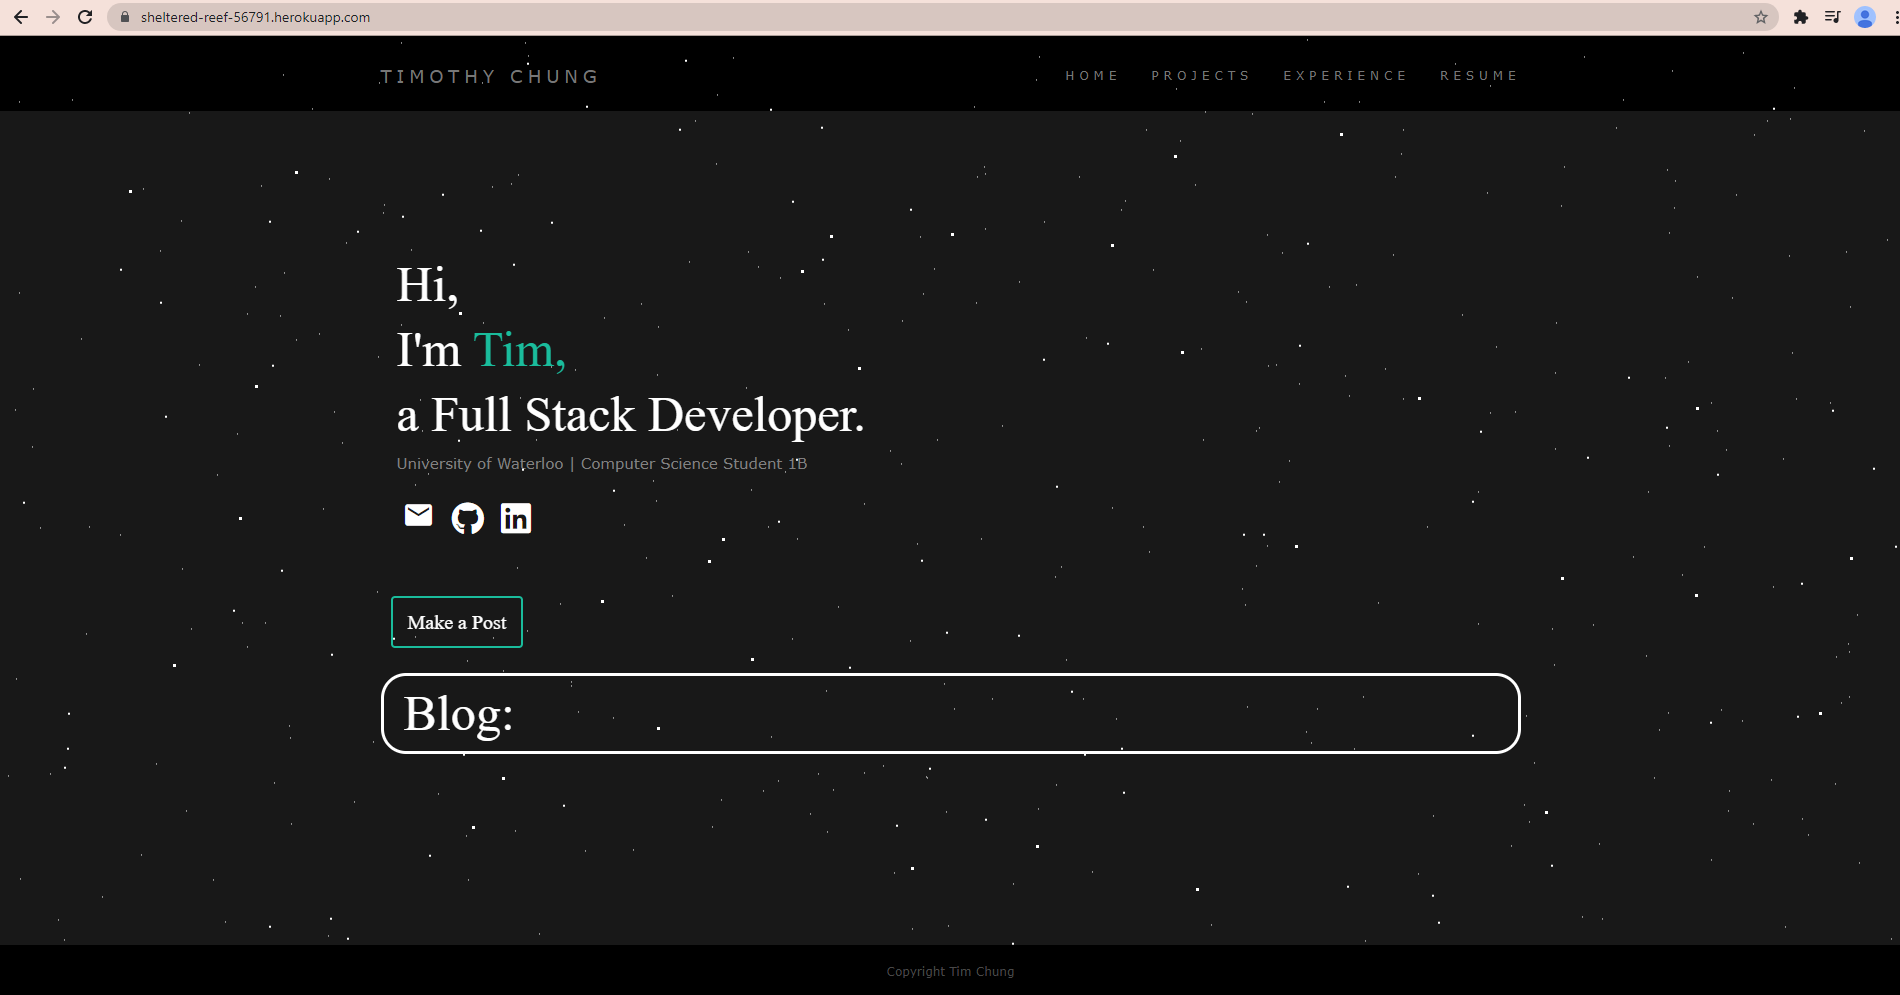 sheltered-reef-56791.herokuapp.com
TIMOTHY CHUNG
HOME PROJECTS EXPERIENCE RESUME
Hi,
I'm Tim,
a Full Stack Developer.
University of Waterloo | Computer Science Student 1B
in
Make a Post
Blog:
Copyright Tim Chung